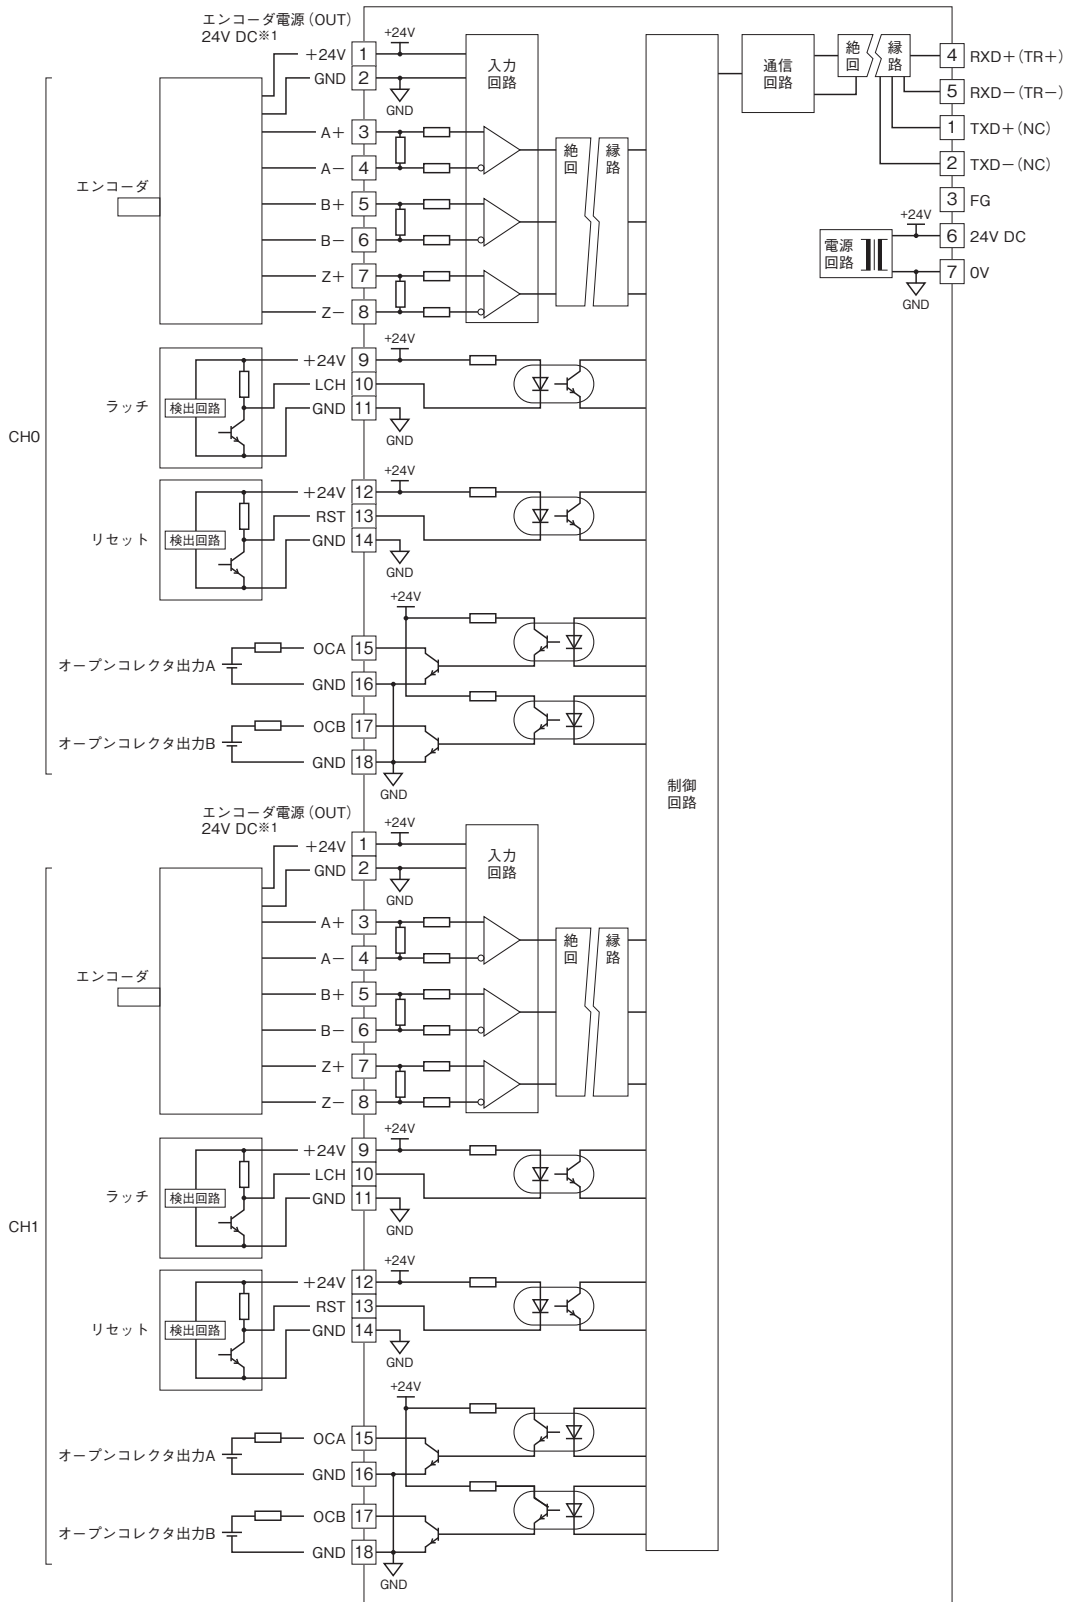 エンコーダ電源(OUT)
24V DC※1
+24V 1 +24V
GND 2 GND
A+ 3
A− 4
B+ 5
B− 6
Z+ 7
Z− 8
エンコーダ
入力
回路
絶縁
回路
通信
回路
絶縁
回路
4 RXD+(TR+)
5 RXD−(TR−)
1 TXD+(NC)
2 TXD−(NC)
3 FG
+24V
6 24V DC
7 0V
GND
電源
回路
CH0
ラッチ
検出回路
+24V 9 +24V
LCH 10
GND 11 GND
リセット
検出回路
+24V 12 +24V
RST 13
GND 14 GND
+24V
オープンコレクタ出力A
OCA 15
GND 16
オープンコレクタ出力B
OCB 17
GND 18
GND
制御
回路
エンコーダ電源(OUT)
24V DC※1
+24V 1 +24V
GND 2 GND
A+ 3
A− 4
B+ 5
B− 6
Z+ 7
Z− 8
エンコーダ
入力
回路
絶縁
回路
CH1
ラッチ
検出回路
+24V 9 +24V
LCH 10
GND 11 GND
リセット
検出回路
+24V 12 +24V
RST 13
GND 14 GND
+24V
オープンコレクタ出力A
OCA 15
GND 16
オープンコレクタ出力B
OCB 17
GND 18
GND